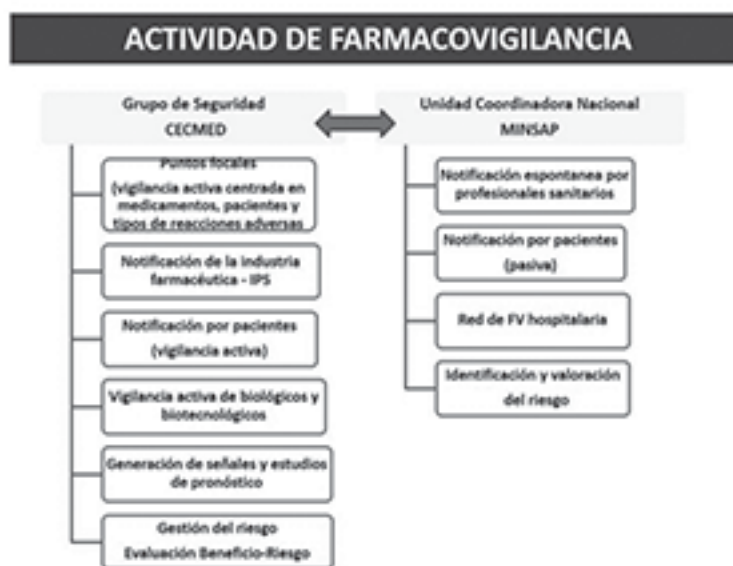 ACTIVIDAD DE FARMACOVIGILANCIA
Grupo de Seguridad
CECMED
Puntos focales
(vigilancia activa centrada en
medicamentos, pacientes y
tipos de reacciones adversas
Notificación de la industria
farmacéutica - IPS
Notificación por pacientes
(vigilancia activa)
Vigilancia activa de biológicos y
biotecnológicos
Generación de señales y estudios
de pronóstico
Gestión del riesgo
Evaluación Beneficio-Riesgo
Unidad Coordinadora Nacional
MINSAP
Notificación espontanea por
profesionales sanitarios
Notificación por pacientes
(pasiva)
Red de FV hospitalaria
Identificación y valoración
del riesgo